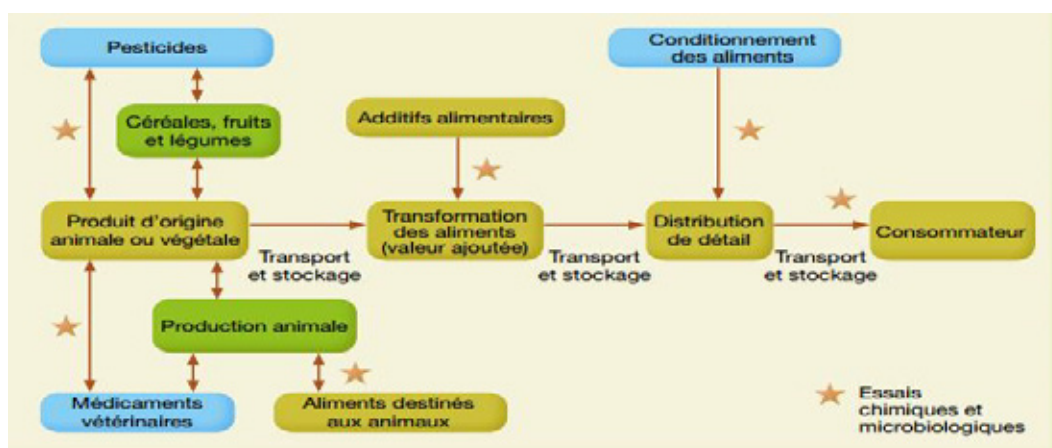 Pesticides
Conditionnement
des aliments
Céréales, fruits
et légumes
Additifs alimentaires
Produit d'origine
animale ou végétale
Transformation
des aliments
(valeur ajoutée)
Distribution
de détail
Consommateur
Transport
et stockage
Transport
et stockage
Transport
et stockage
Production animale
Médicaments
vétérinaires
Aliments destinés
aux animaux
Essais
chimiques et
microbiologiques